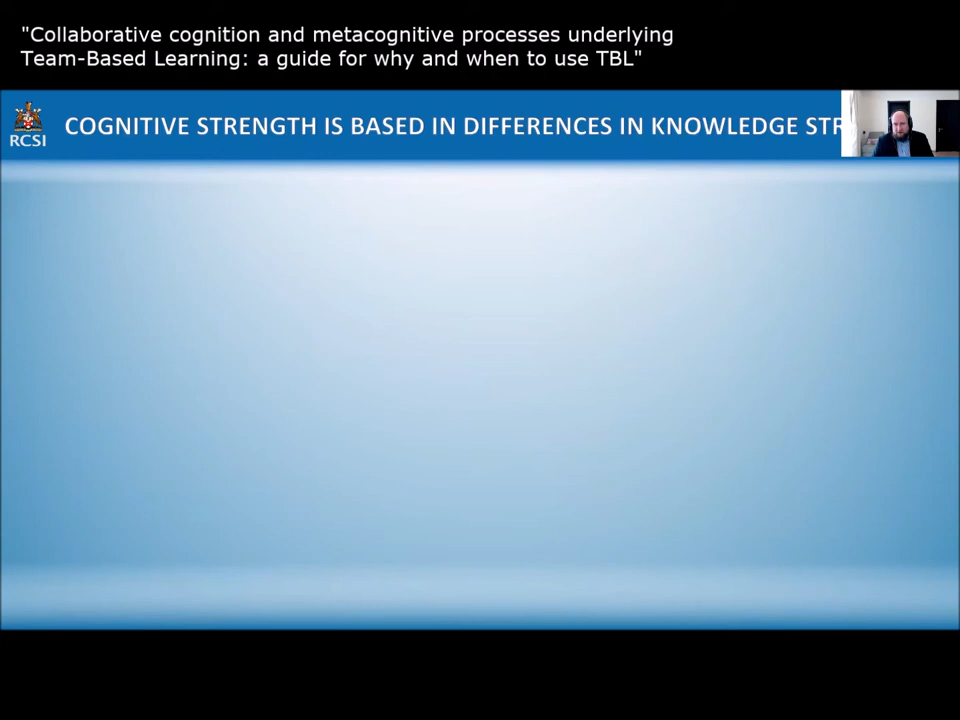 "Collaborative cognition and metacognitive processes underlying
Team-Based Learning: a guide for why and when to use TBL"
COGNITIVE STRENGTH IS BASED IN DIFFERENCES IN KNOWLEDGE STR
RCSI